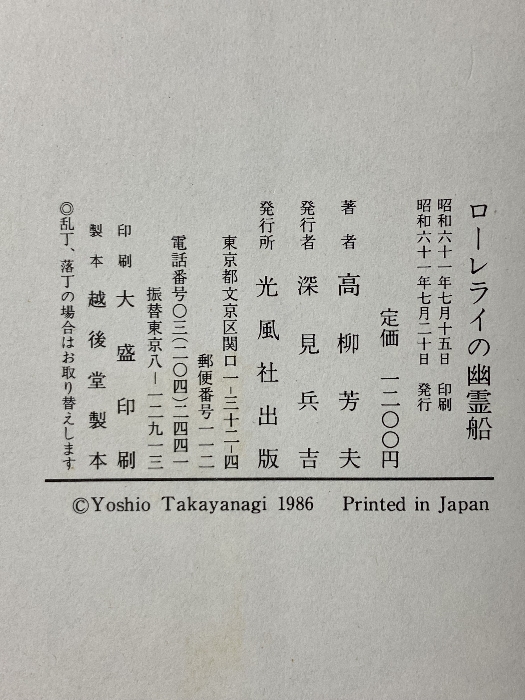 ローレライの幽霊船
昭和六十一年七月十五日　印刷
昭和六十一年七月二十日　発行
定価　一二〇〇円
著者　高柳芳夫
発行者　深見兵吉
発行所　光風社出版
東京都文京区関口一―三十二―四
郵便番号一一二
電話番号〇三(二〇四)二四四一
振替東京八―一二九一三
印刷　大盛印刷
製本　越後堂製本
◎乱丁、落丁の場合はお取り替えします
©Yoshio Takayanagi 1986　Printed in Japan